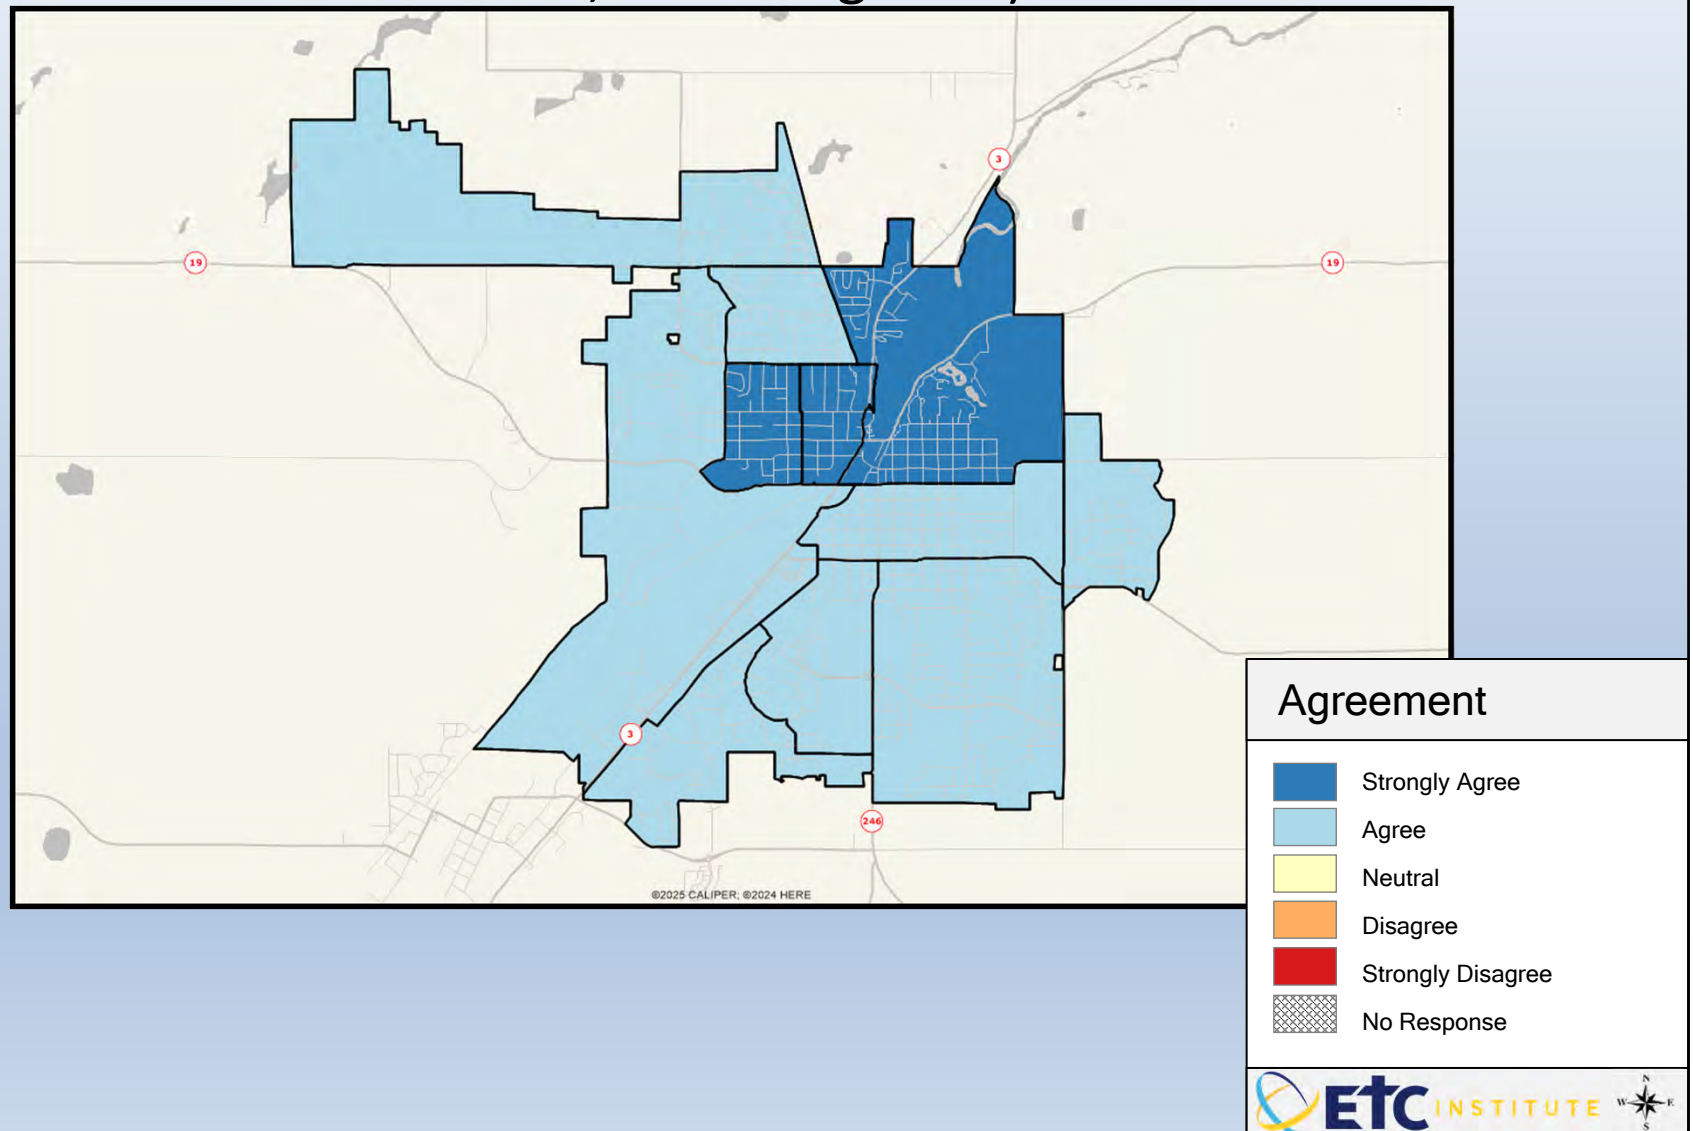 3
19
19
3
246
©2025 CALIPER; ©2024 HERE
Agreement
Strongly Agree
Agree
Neutral
Disagree
Strongly Disagree
No Response
N
W E
S
ETC INSTITUTE